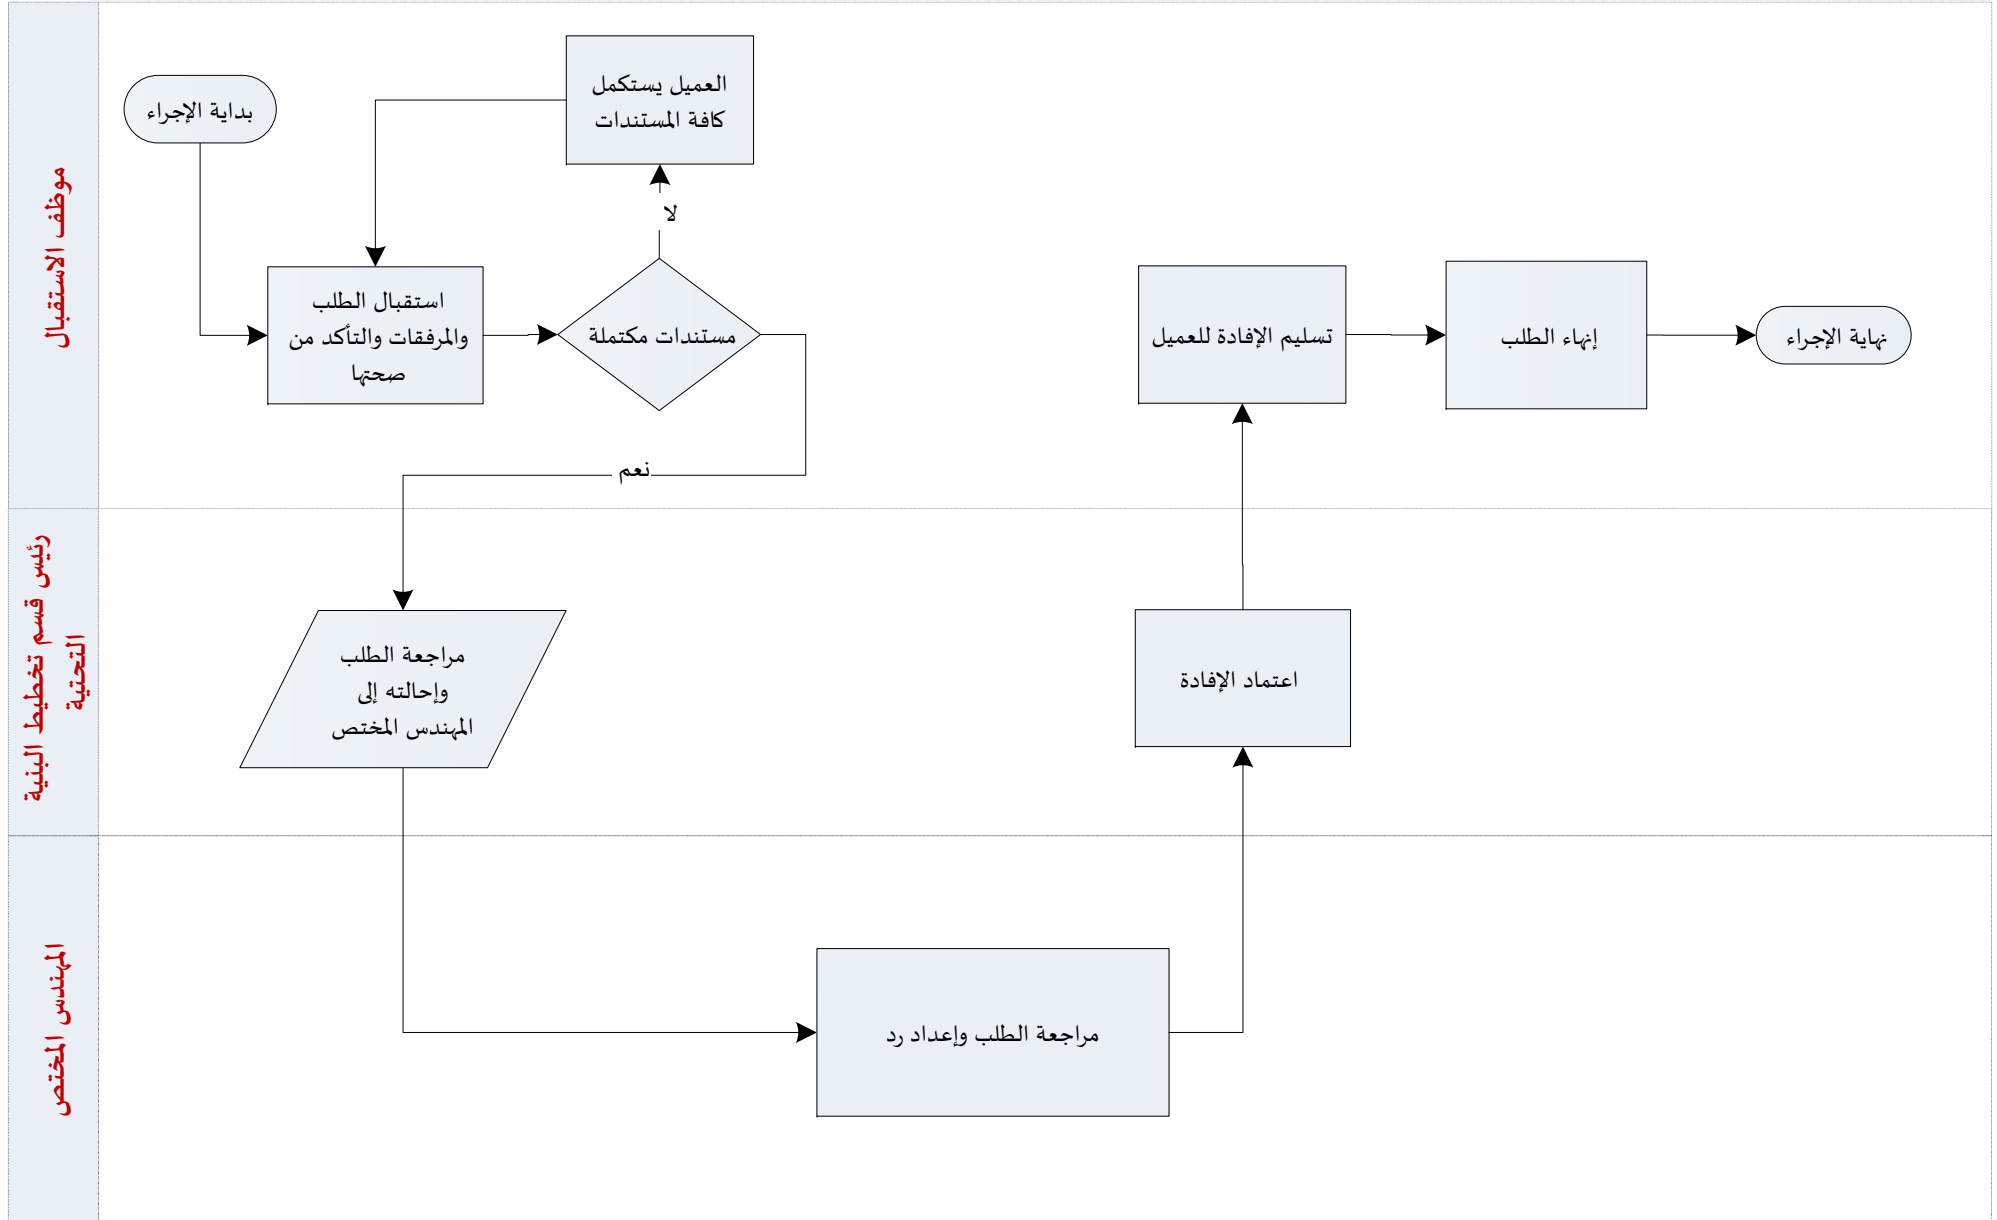 موظف الاستقبال
بداية الإجراء
العميل يستكمل
كافة المستندات
لا
استقبال الطلب
والمرفقات والتأكد من
صحتها
مستندات مكتملة
نعم
تسليم الإفادة للعميل
إنهاء الطلب
نهاية الإجراء
رئيس قسم تخطيط البنية
التحتية
مراجعة الطلب
وإحالته إلى
المهندس المختص
اعتماد الإفادة
المهندس المختص
مراجعة الطلب وإعداد رد